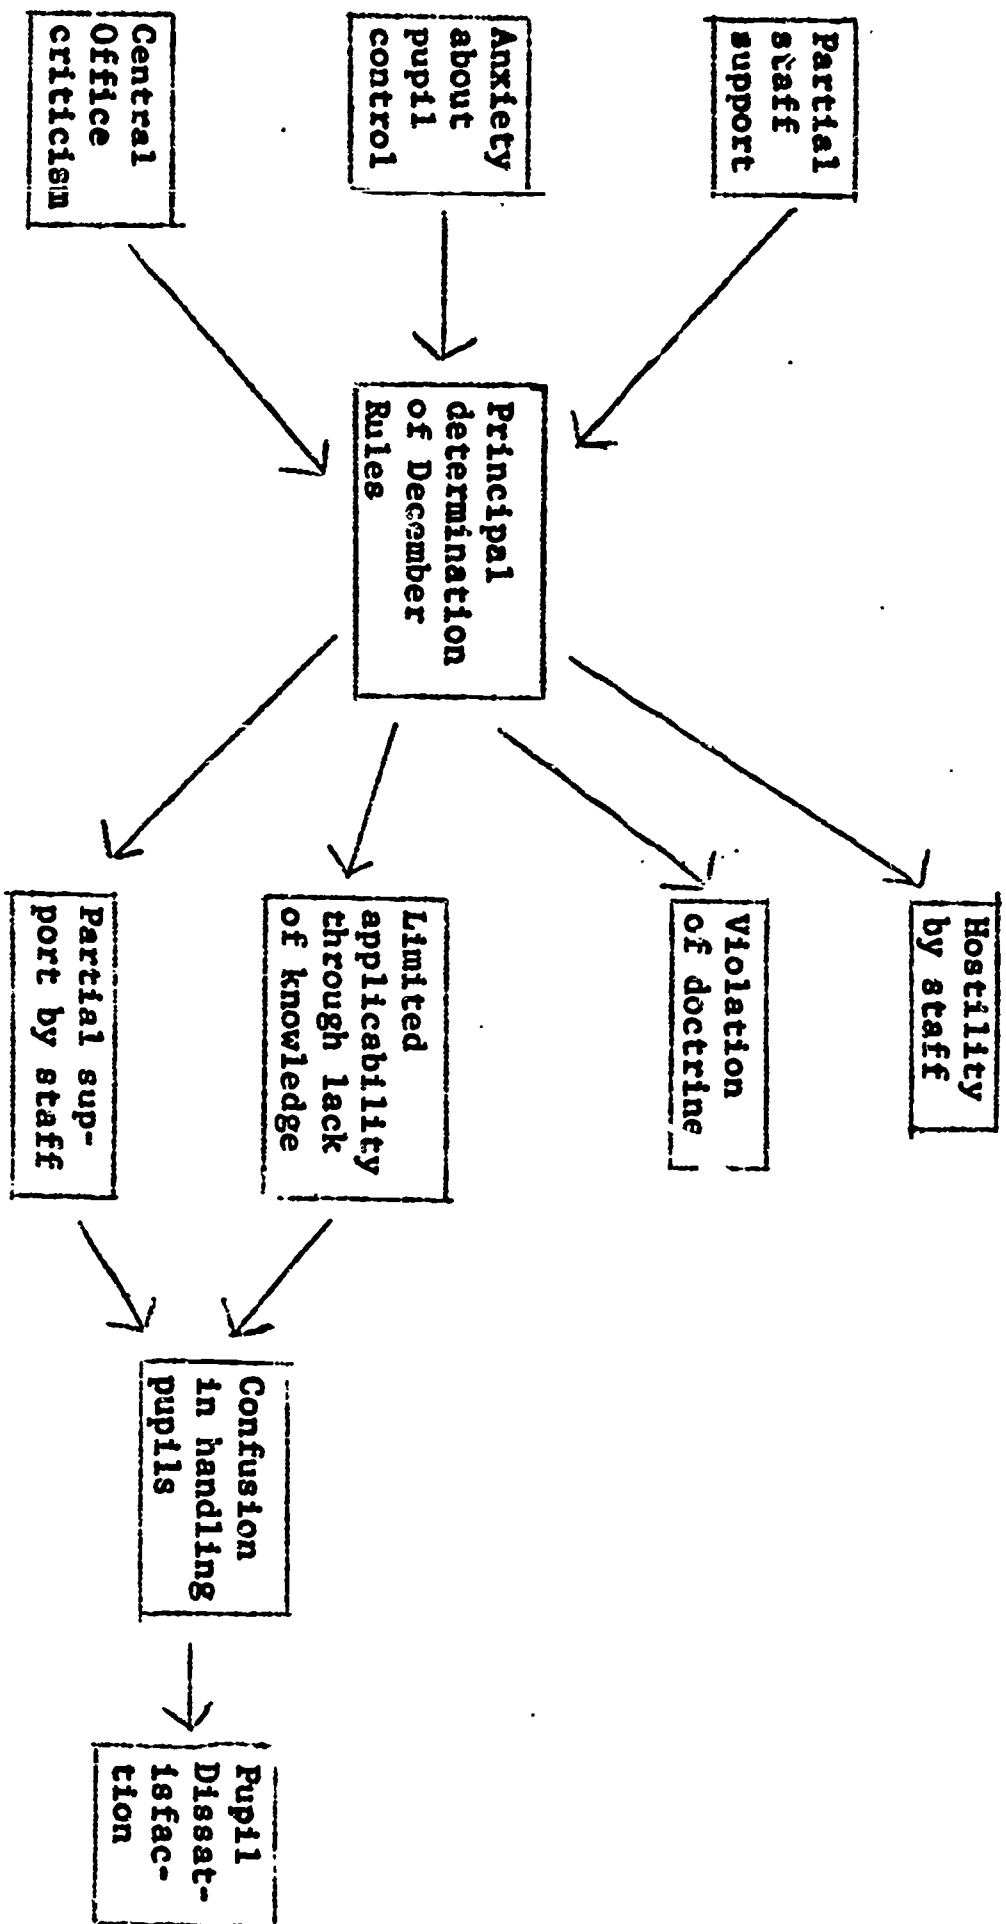 Partial
staff
support
Anxiety
about
pupil
control
Central
Office
criticism
Principal
determination
of December
Rules
Hostility
by staff
Violation
of doctrine
Limited
applicability
through lack
of knowledge
Partial sup-
port by staff
Confusion
in handling
pupils
Pupil
Dissat-
isfac-
tion